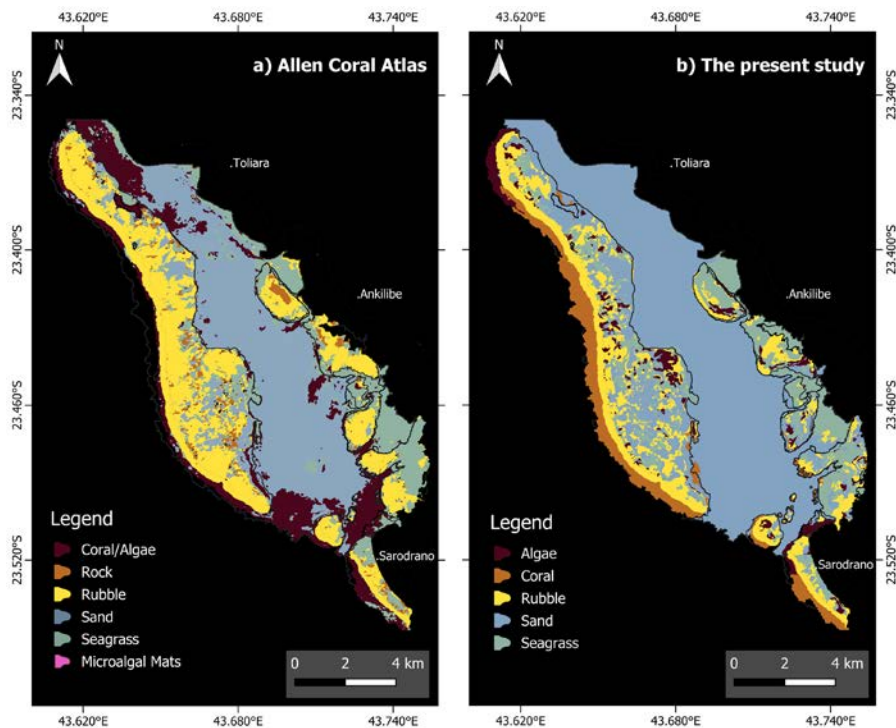 43.620°E 43.680°E 43.740°E
N
a) Allen Coral Atlas
23.340°S
Toliara
23.400°S
Ankilibe
23.460°S
Legend
Coral/Algae
Rock
Rubble
Sand
Seagrass
Microalgal Mats
23.520°S
Sarodrano
0 2 4 km
43.620°E 43.680°E 43.740°E
43.620°E 43.680°E 43.740°E
N
b) The present study
23.340°S
Toliara
23.400°S
Ankilibe
23.460°S
Legend
Algae
Coral
Rubble
Sand
Seagrass
23.520°S
Sarodrano
0 2 4 km
43.620°E 43.680°E 43.740°E